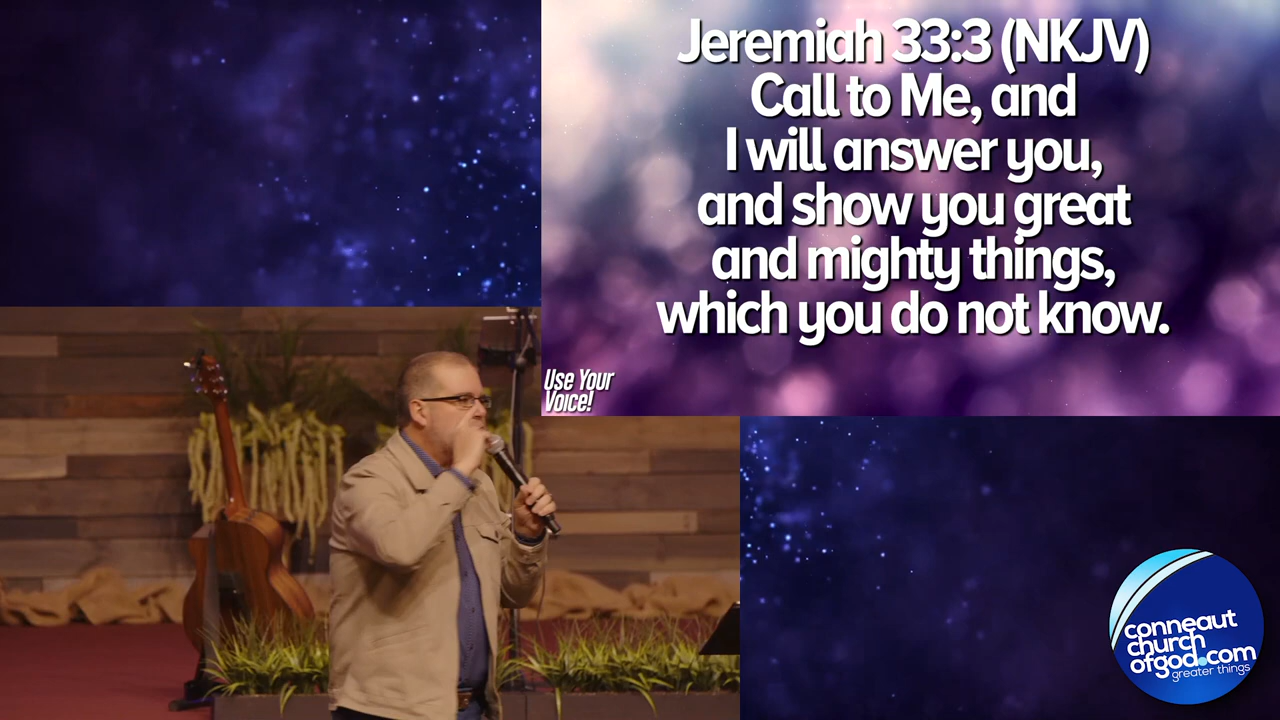 Jeremiah 33:3 (NKJV)
Call to Me, and
I will answer you,
and show you great
and mighty things,
which you do not know.
Use Your
Voice!
conneaut
church
ofgod.com
greater things